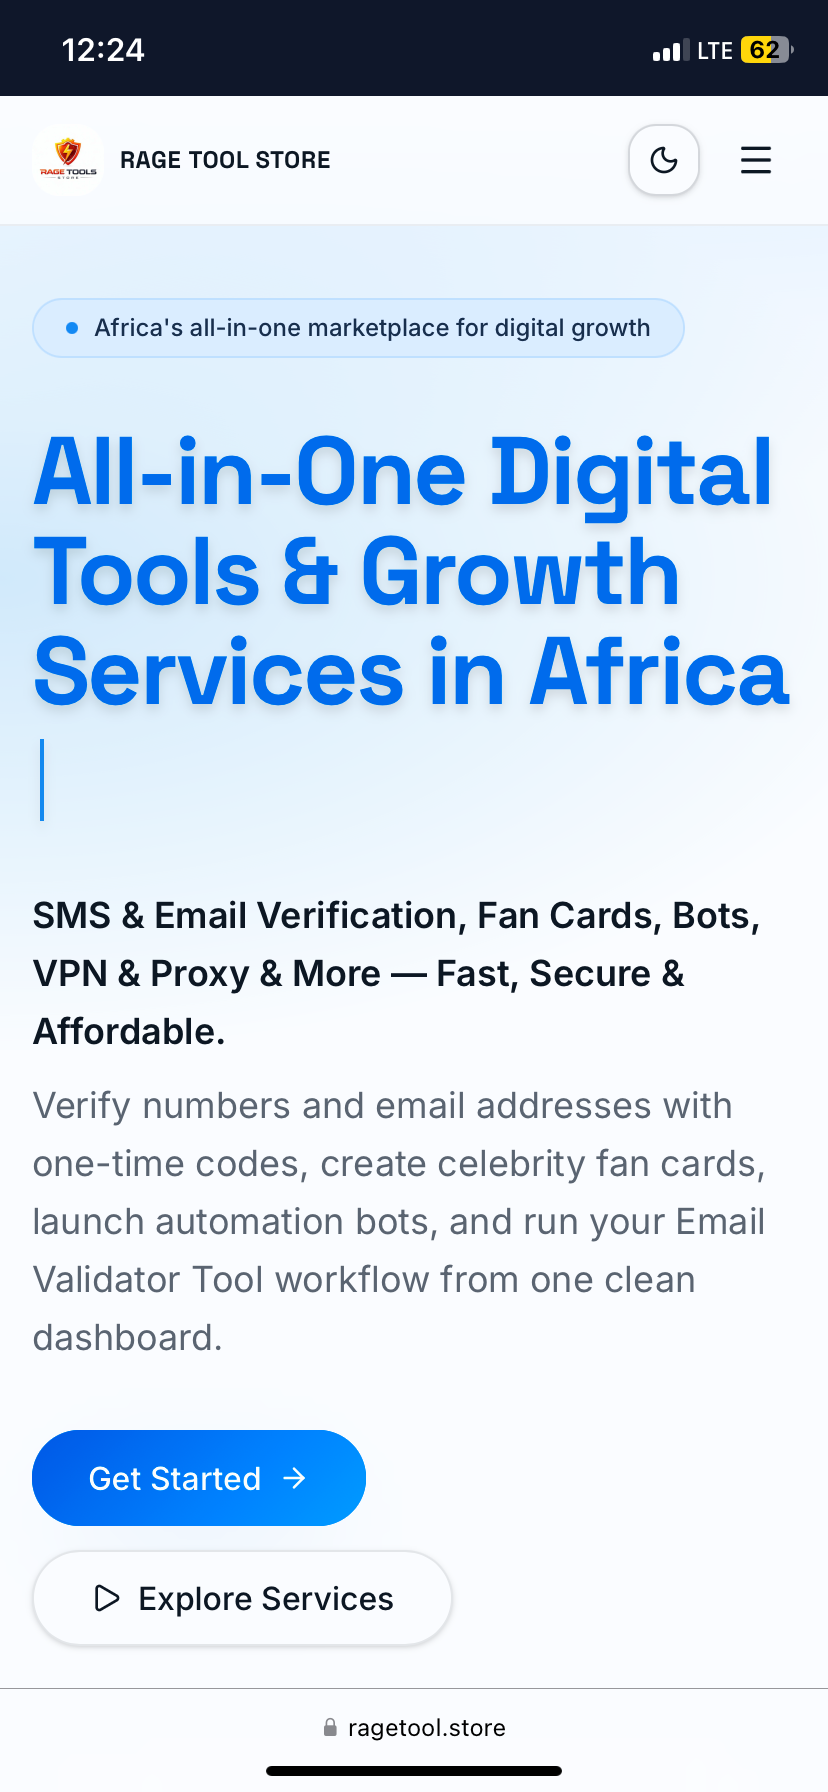 12:24
LTE 62
RAGE TOOLS
STORE
RAGE TOOL STORE
Africa's all-in-one marketplace for digital growth
All-in-One Digital
Tools & Growth
Services in Africa
SMS & Email Verification, Fan Cards, Bots,
VPN & Proxy & More — Fast, Secure &
Affordable.
Verify numbers and email addresses with
one-time codes, create celebrity fan cards,
launch automation bots, and run your Email
Validator Tool workflow from one clean
dashboard.
Get Started →
Explore Services
ragetool.store